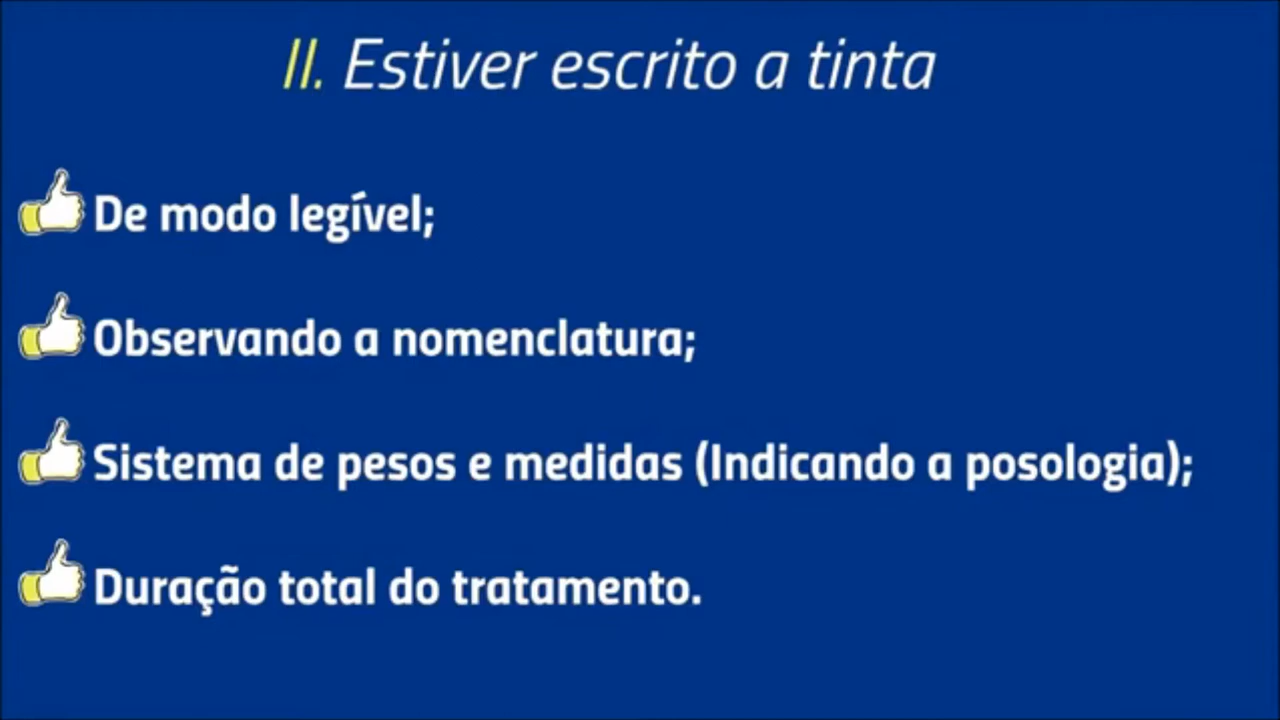 II. Estiver escrito a tinta
De modo legível;
Observando a nomenclatura;
Sistema de pesos e medidas (Indicando a posologia);
Duração total do tratamento.